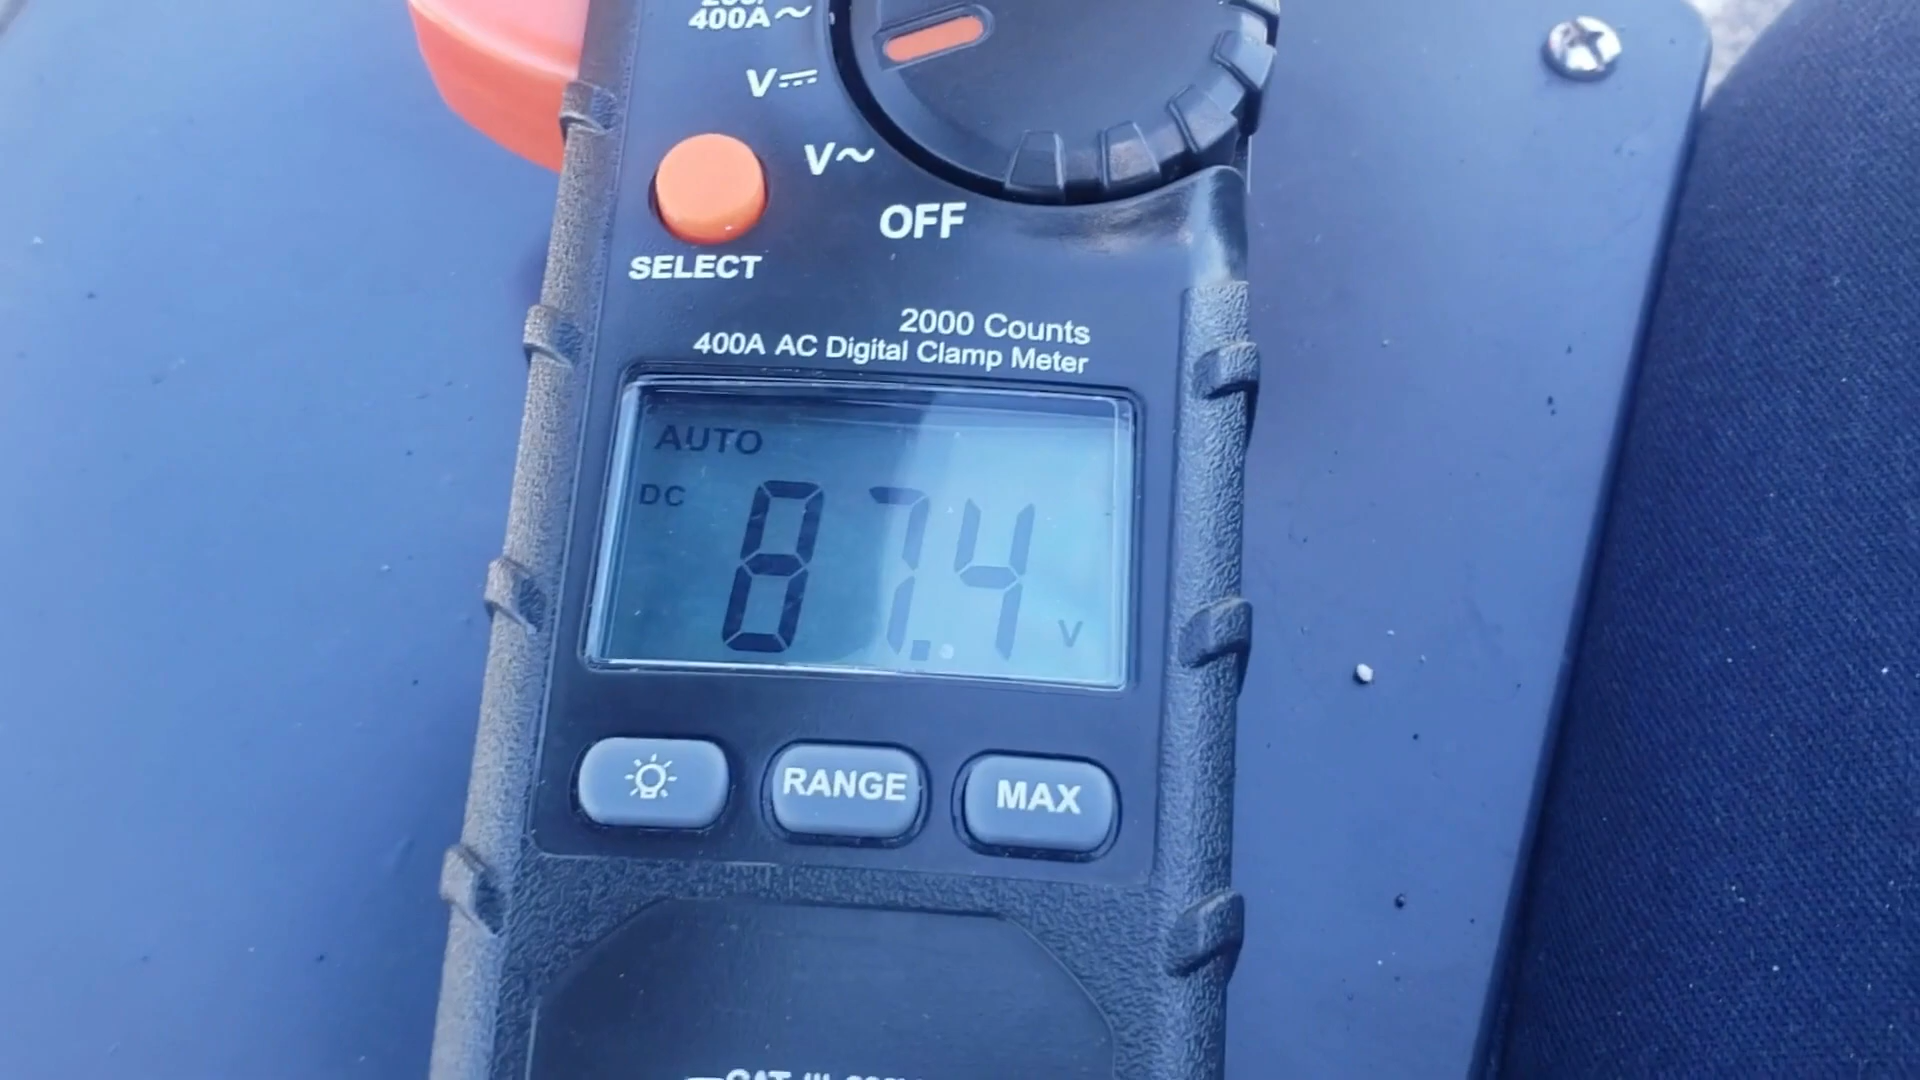 400A~
V⎓
V~
OFF
SELECT
2000 Counts
400A AC Digital Clamp Meter
AUTO
DC
87.4
V
RANGE
MAX